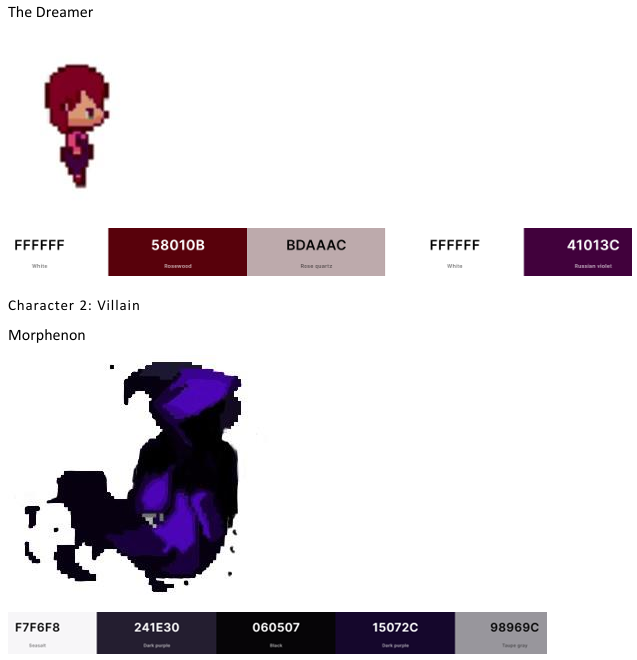 The Dreamer
FFFFFF 58010B BDAAAC FFFFFF 41013C
White Rosewood Rose quartz White Russian violet
Character 2: Villain
Morphenon
F7F6F8 241E30 060507 15072C 98969C
Seasalt Dark purple Black Dark purple Taupe gray